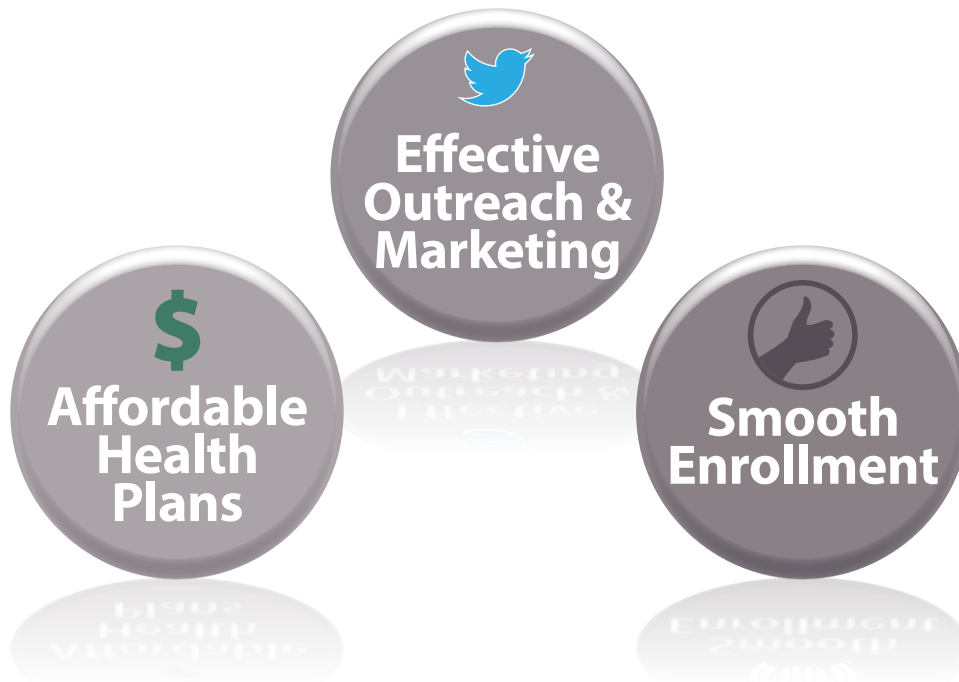 Effective
Outreach &
Marketing
$
Affordable
Health
Plans
Smooth
Enrollment